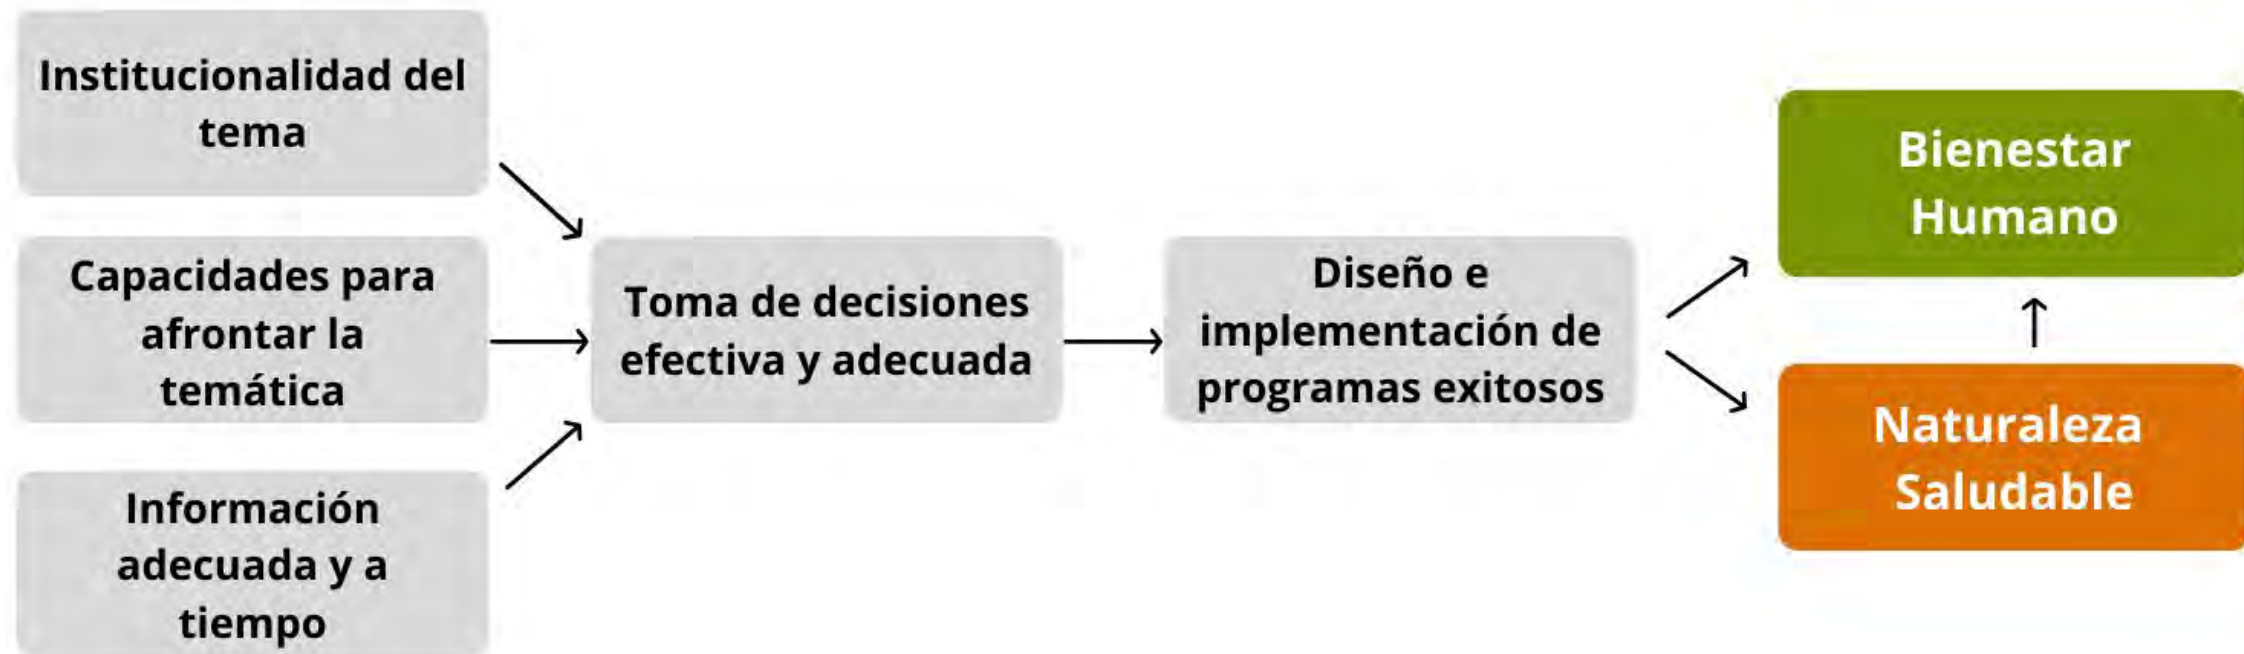 Institucionalidad del
tema
Capacidades para
afrontar la
temática
Información
adecuada y a
tiempo
Toma de decisiones
efectiva y adecuada
Diseño e
implementación de
programas exitosos
Bienestar
Humano
Naturaleza
Saludable